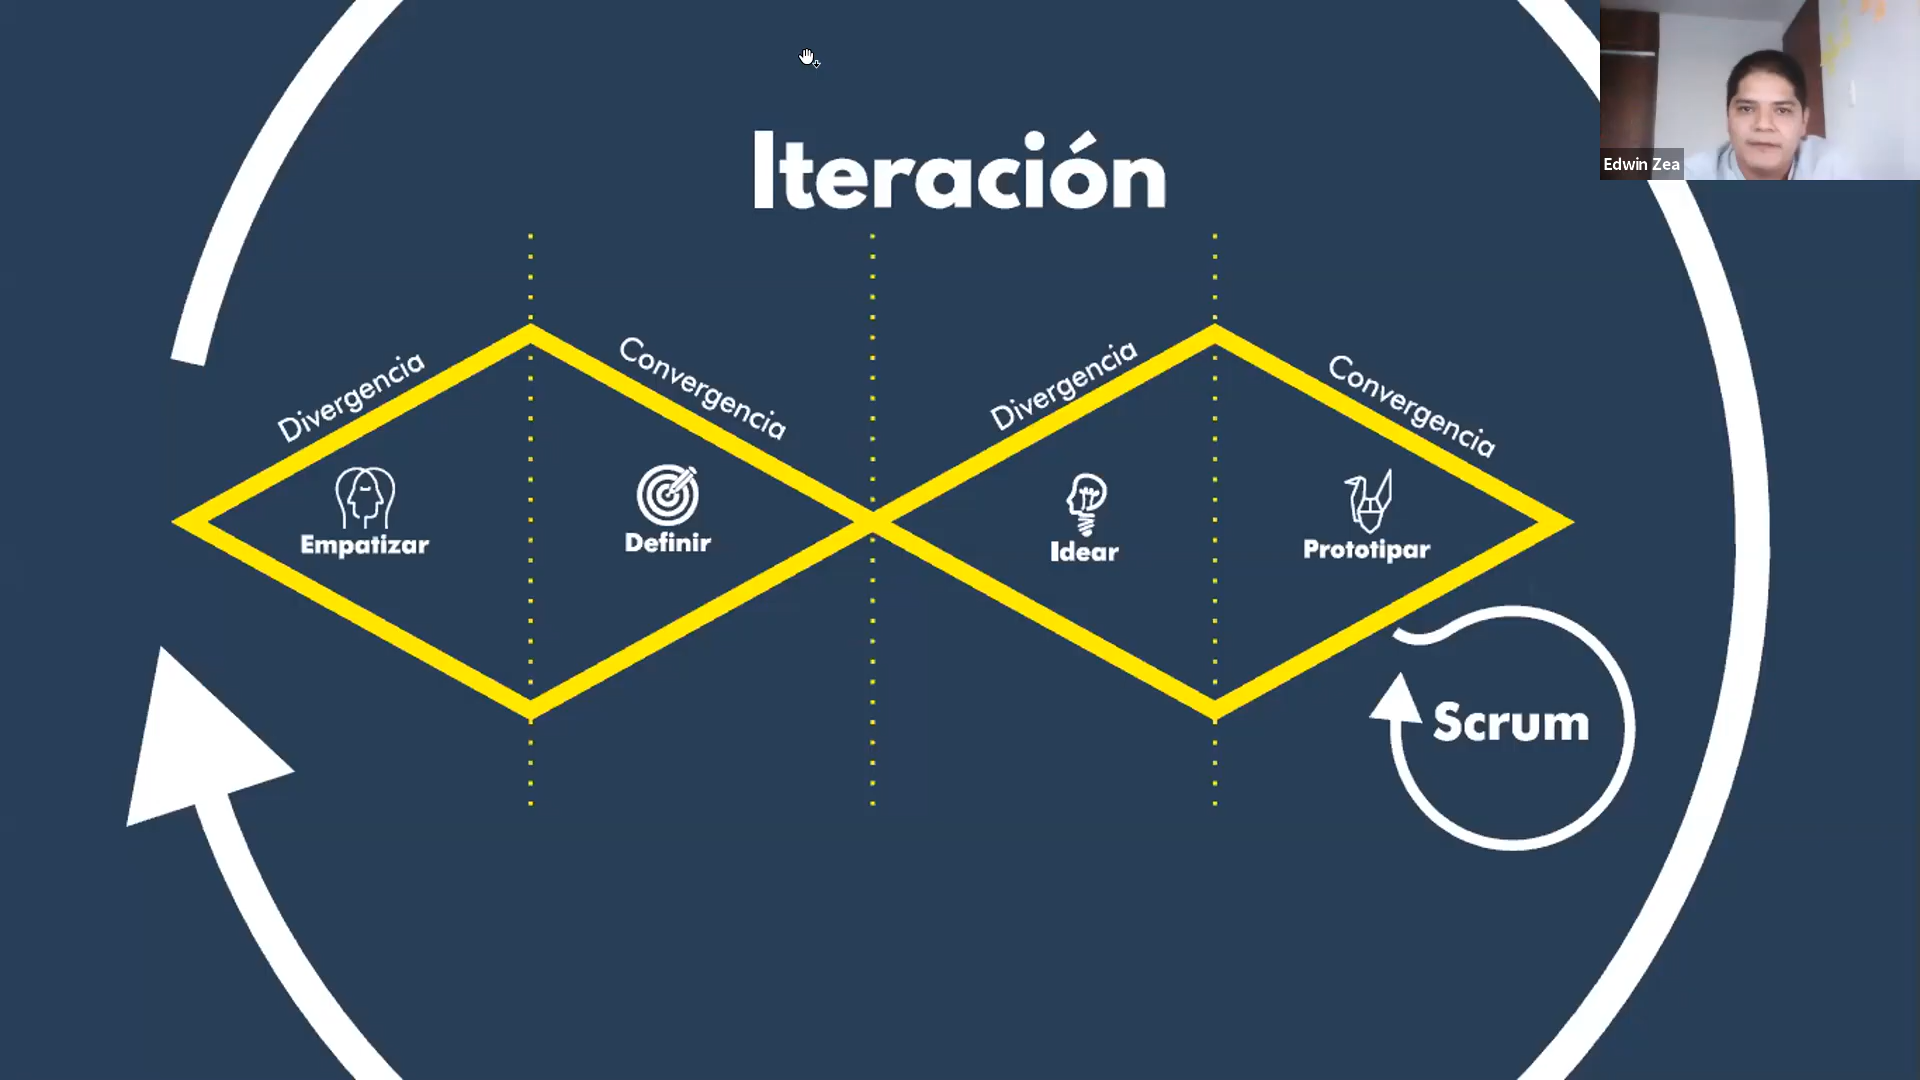 Edwin Zea
Iteración
Divergencia
Convergencia
Divergencia
Convergencia
Empatizar
Definir
Idear
Prototipar
Scrum